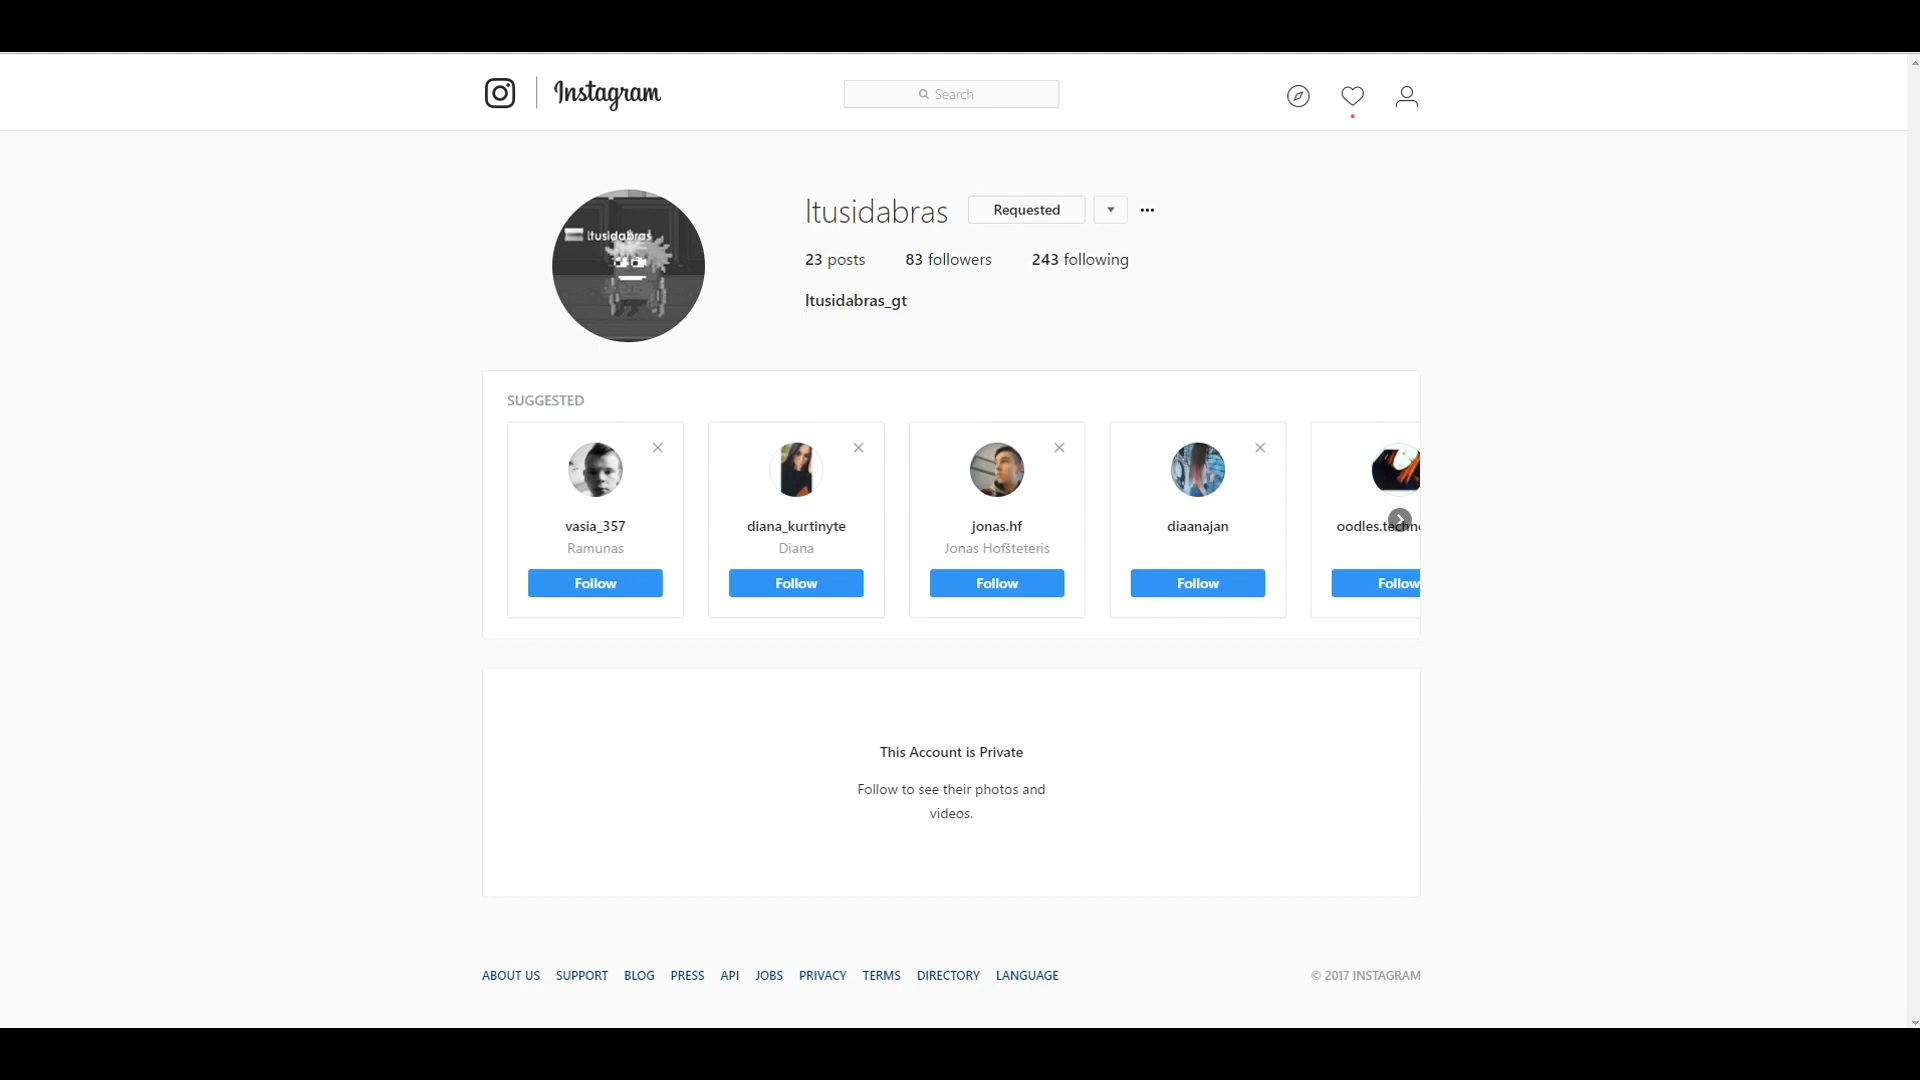 Instagram
Search
ltusidabras
ltusidabras Requested
23 posts 83 followers 243 following
ltusidabras_gt
SUGGESTED
vasia_357
Ramunas
Follow
diana_kurtinyte
Diana
Follow
jonas.hf
Jonas Hofšteteris
Follow
diaanajan
Follow
Follow
This Account is Private
Follow to see their photos and
videos.
ABOUT US SUPPORT BLOG PRESS API JOBS PRIVACY TERMS DIRECTORY LANGUAGE
© 2017 INSTAGRAM